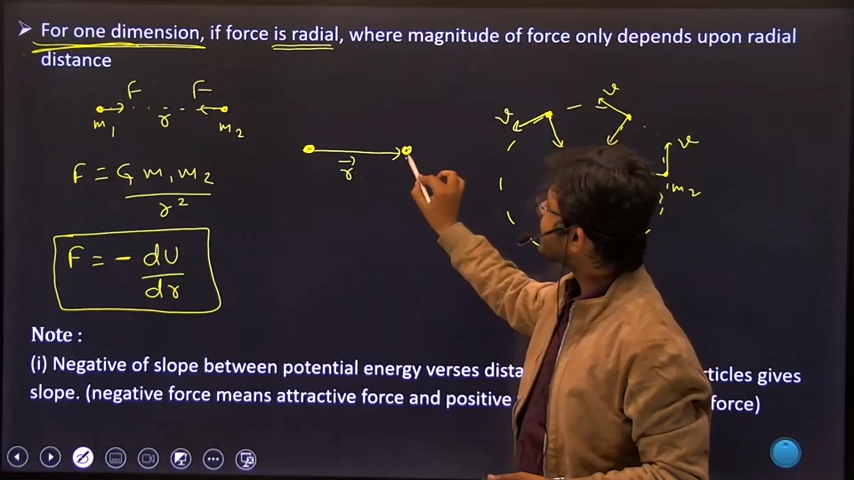 For one dimension, if force is radial, where magnitude of force only depends upon radial
distance
F F
m1 r m2
F = G m1 m2
r2
F = - dU
dr
r
v v v
m2
Note :
(i) Negative of slope between potential energy verses dista rticles gives
slope. (negative force means attractive force and positive force)